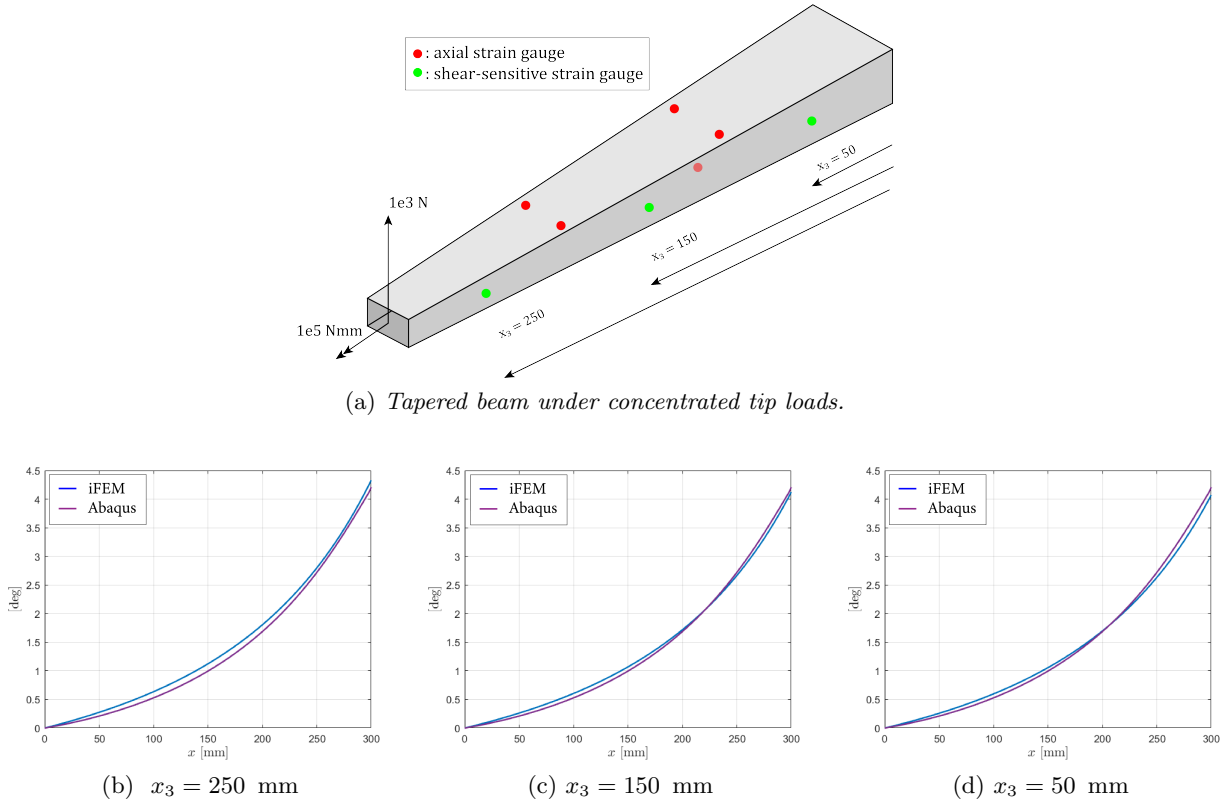 : axial strain gauge
: shear-sensitive strain gauge
x₃ = 50
1e3 N
x₃ = 150
1e5 Nmm
x₃ = 250
(a) Tapered beam under concentrated tip loads.
4.5
4
3.5
3
2.5
2
1.5
1
0.5
0
[deg]
iFEM
Abaqus
0 50 100 150 200 250 300
x [mm]
(b) x₃ = 250 mm
4.5
4
3.5
3
2.5
2
1.5
1
0.5
0
[deg]
iFEM
Abaqus
0 50 100 150 200 250 300
x [mm]
(c) x₃ = 150 mm
4.5
4
3.5
3
2.5
2
1.5
1
0.5
0
[deg]
iFEM
Abaqus
0 50 100 150 200 250 300
x [mm]
(d) x₃ = 50 mm